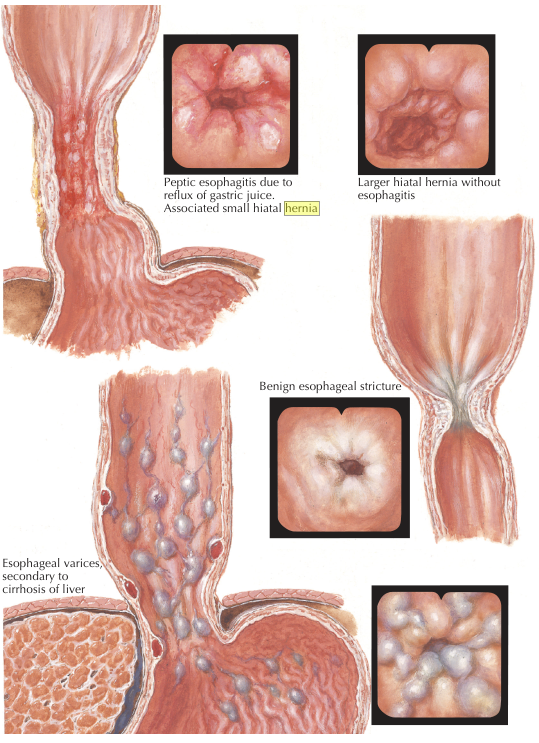 Peptic esophagitis due to
reflux of gastric juice.
Associated small hiatal hernia
Larger hiatal hernia without
esophagitis
Benign esophageal stricture
Esophageal varices,
secondary to
cirrhosis of liver